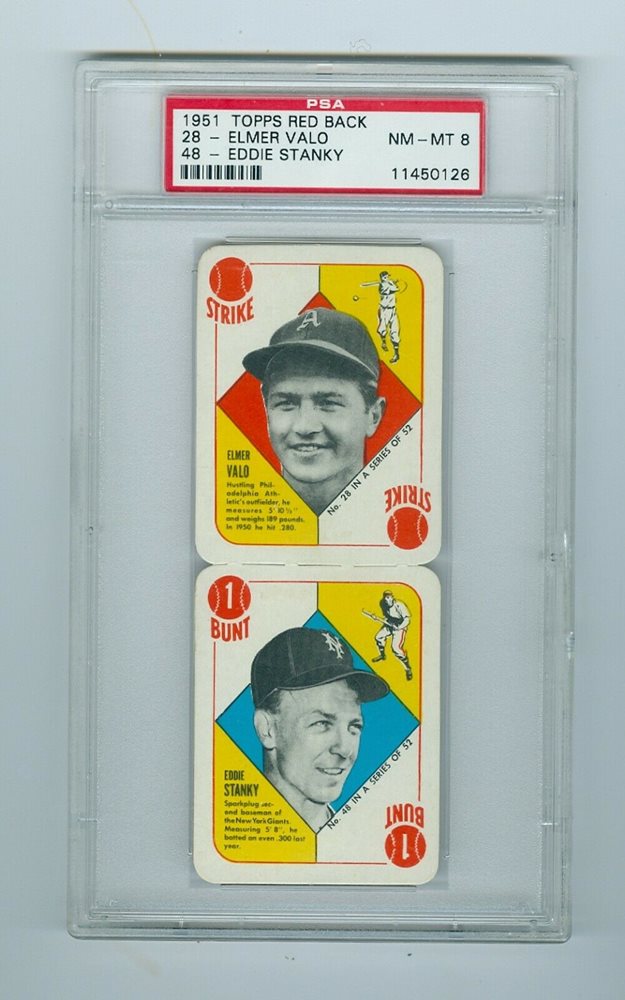 PSA
1951 TOPPS RED BACK
28 - ELMER VALO NM-MT 8
48 - EDDIE STANKY
11450126
STRIKE
A
ELMER
VALO
Hustling Phil-
adelphia Ath-
letic's outfielder, he
measures 5' 10½"
and weighs 189 pounds.
In 1950 he hit .280.
No. 28 IN A SERIES OF 52
STRIKE
1
BUNT
NY
EDDIE
STANKY
Sparkplug sec-
ond baseman of
the New York Giants.
Measuring 5' 8", he
batted an even .300 last
year.
No. 48 IN A SERIES OF 52
BUNT
1